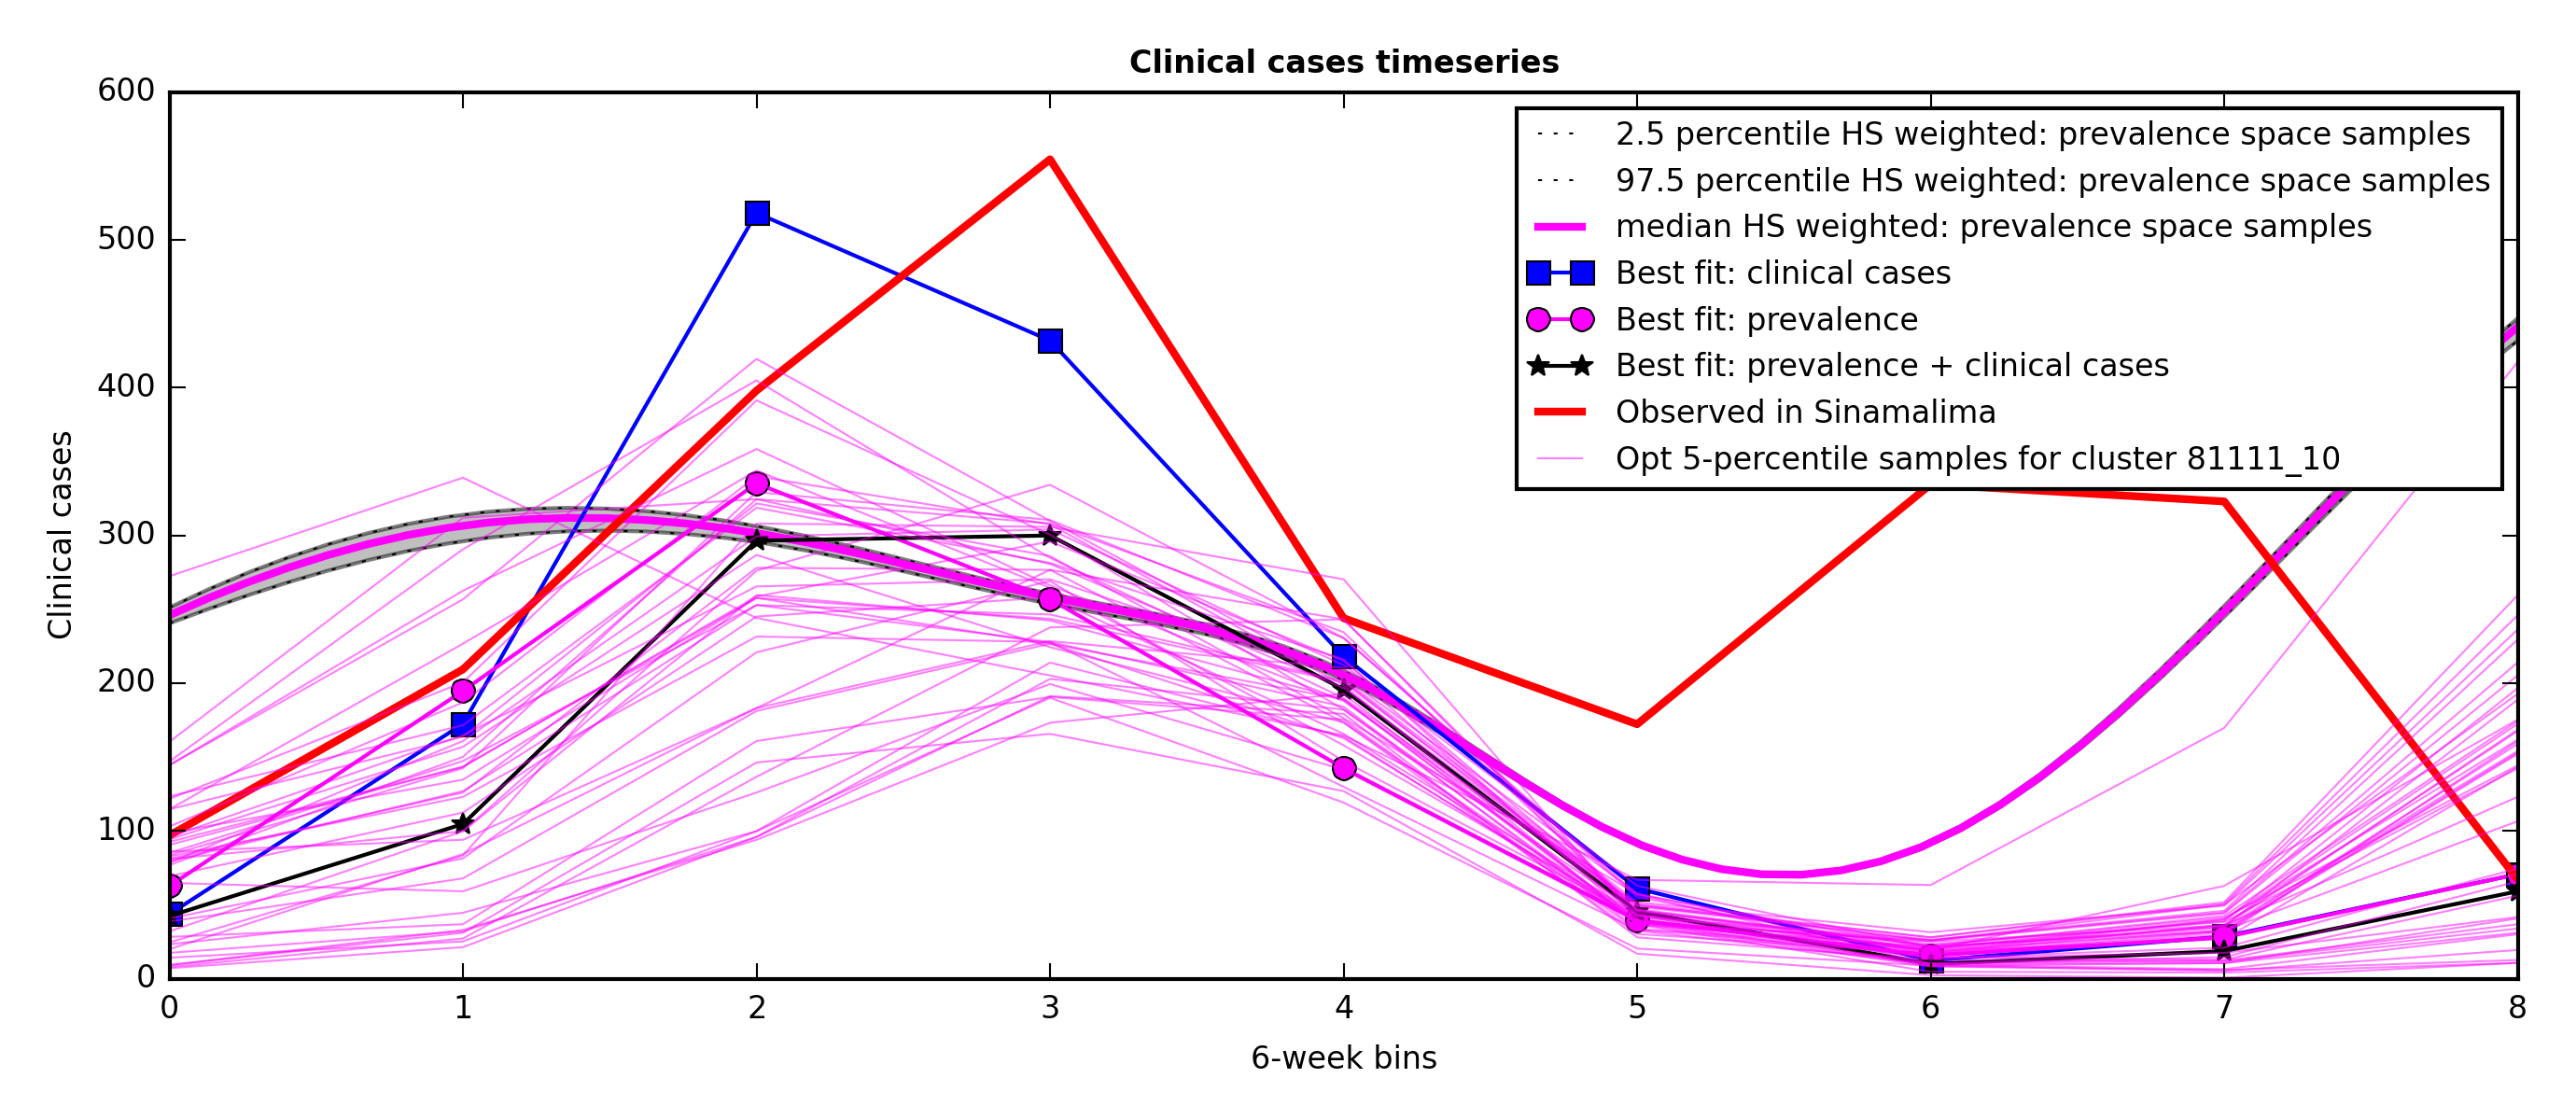 Clinical cases timeseries
600
500
400
300
200
100
0
Clinical cases
2.5 percentile HS weighted: prevalence space samples
97.5 percentile HS weighted: prevalence space samples
median HS weighted: prevalence space samples
Best fit: clinical cases
Best fit: prevalence
Best fit: prevalence + clinical cases
Observed in Sinamalima
Opt 5-percentile samples for cluster 81111_10
0 1 2 3 4 5 6 7 8
6-week bins